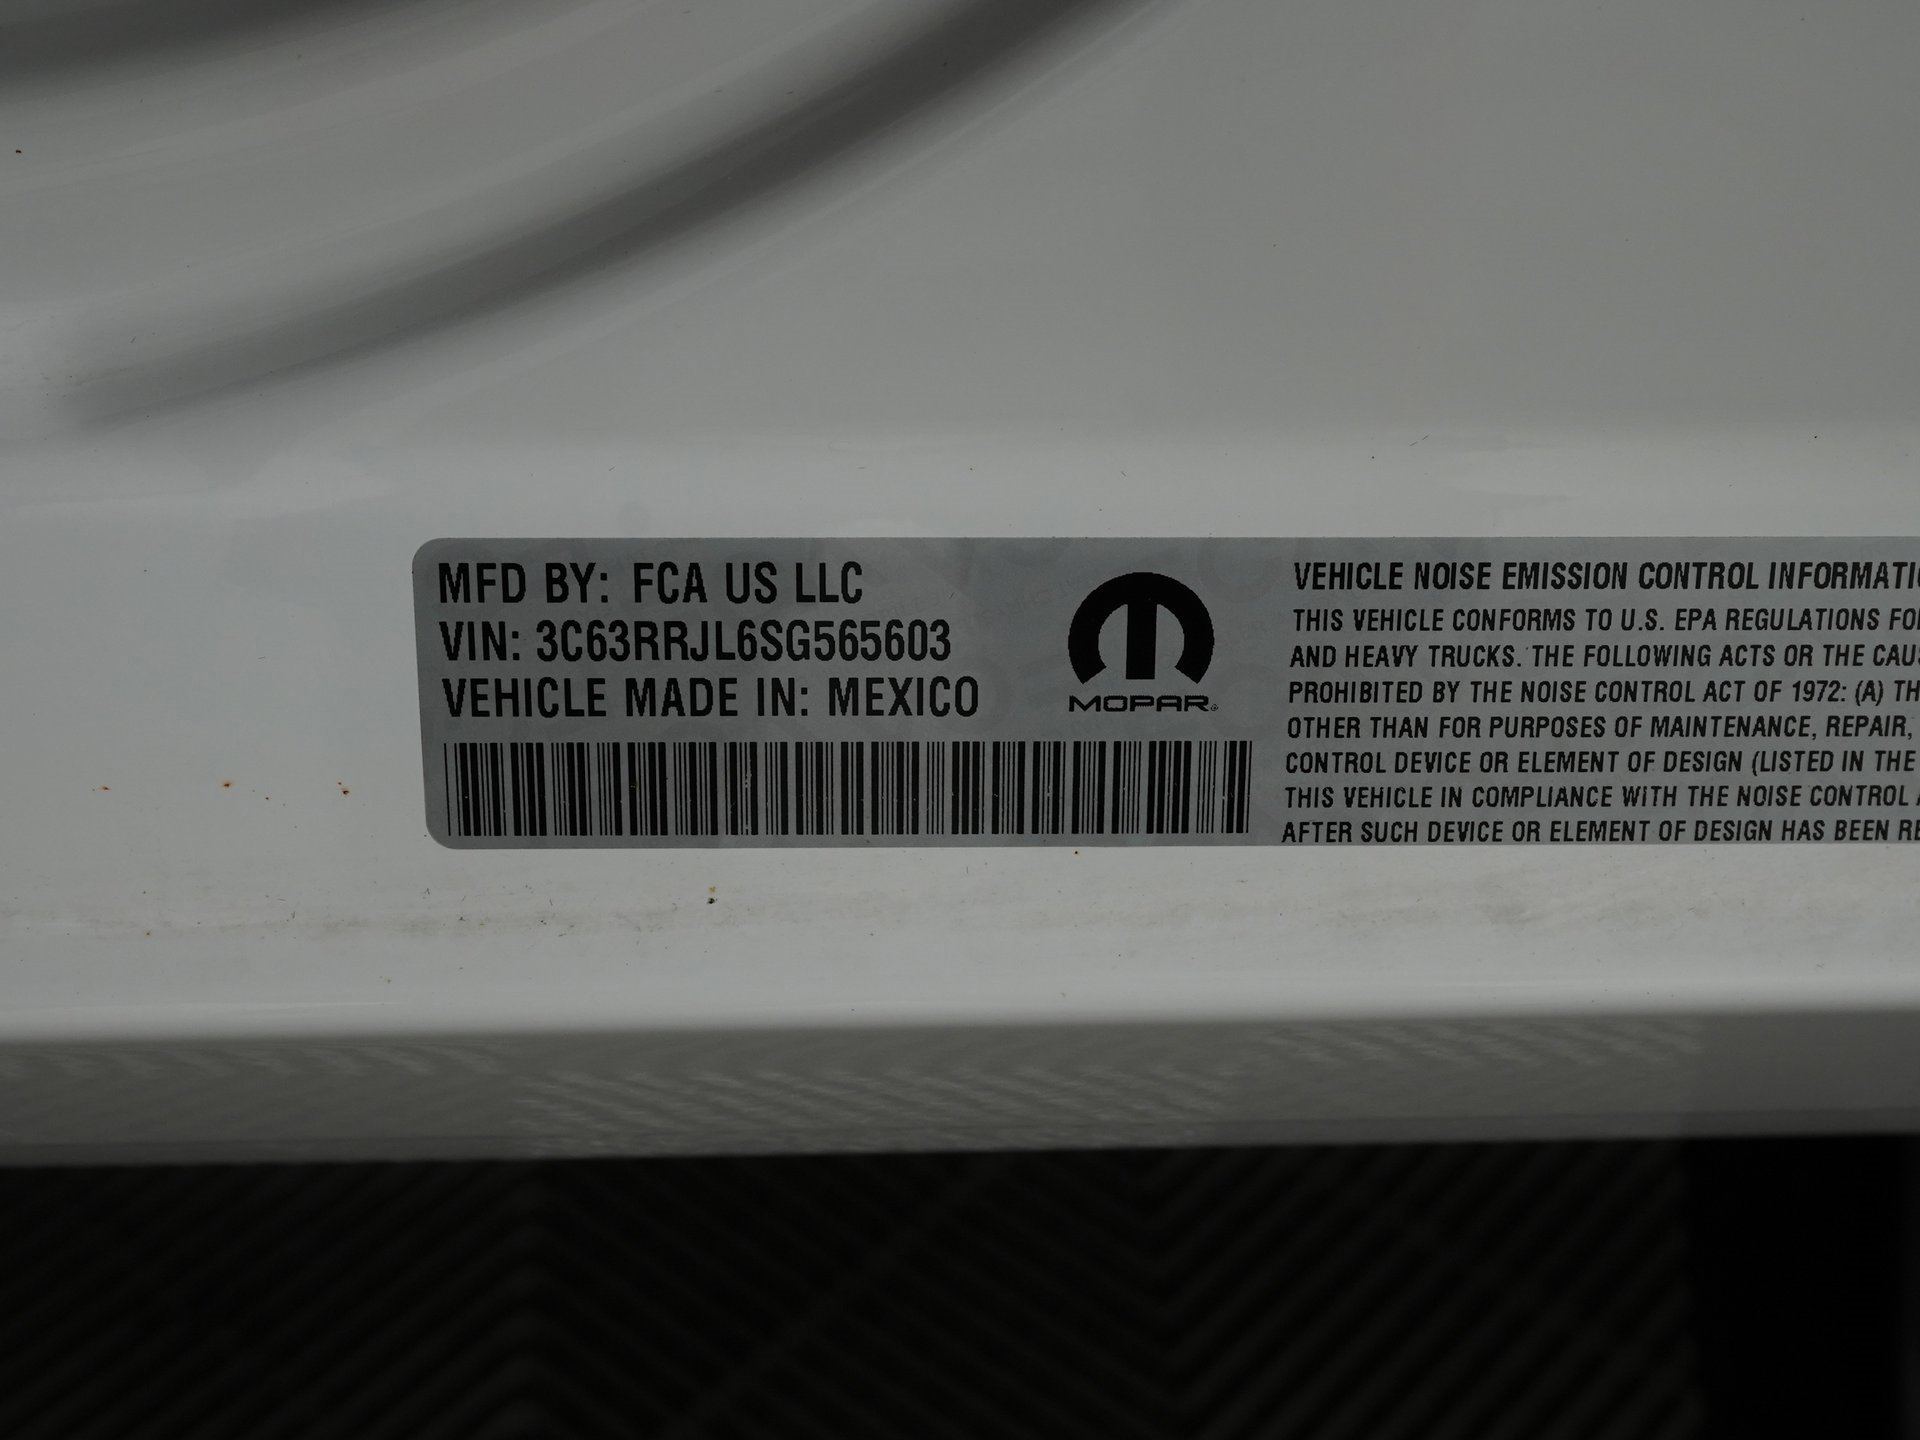 MFD BY: FCA US LLC
VIN: 3C63RRJL6SG565603
VEHICLE MADE IN: MEXICO
MOPAR
VEHICLE NOISE EMISSION CONTROL
THIS VEHICLE CONFORMS TO U.S. EPA REGULATIONS
AND HEAVY TRUCKS. THE FOLLOWING ACTS OR THE
PROHIBITED BY THE NOISE CONTROL ACT OF 1972: (A)
OTHER THAN FOR PURPOSES OF MAINTENANCE, REPAIR,
CONTROL DEVICE OR ELEMENT OF DESIGN (LISTED IN THE
THIS VEHICLE IN COMPLIANCE WITH THE NOISE CONTROL
AFTER SUCH DEVICE OR ELEMENT OF DESIGN HAS BEEN